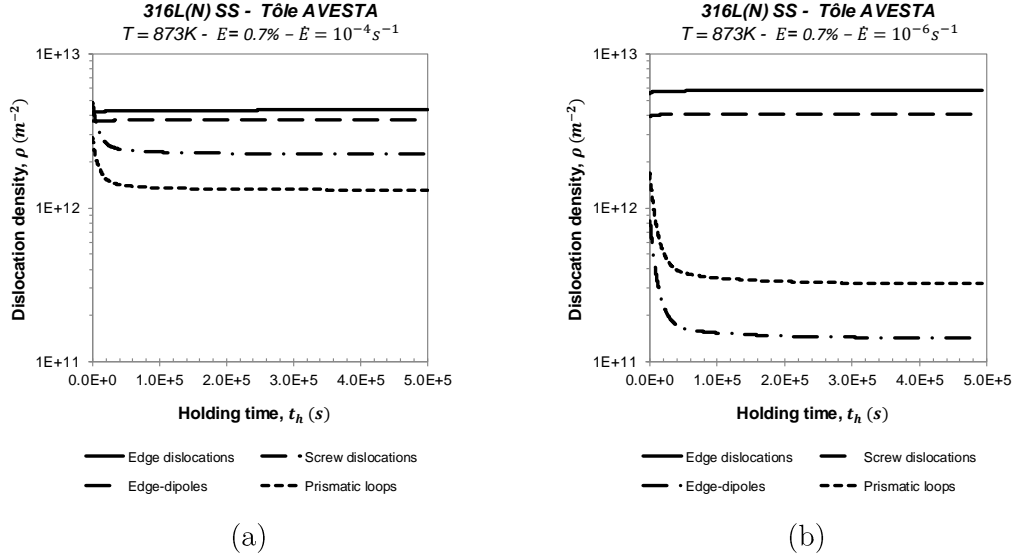 316L(N) SS - Tôle AVESTA
T = 873K - E = 0.7% – Ė = 10⁻⁴s⁻¹
1E+13
1E+12
1E+11
Dislocation density, ρ (m⁻²)
0.0E+0 1.0E+5 2.0E+5 3.0E+5 4.0E+5 5.0E+5
Holding time, t_h (s)
Edge dislocations Screw dislocations
Edge-dipoles Prismatic loops
(a)
316L(N) SS - Tôle AVESTA
T = 873K - E = 0.7% – Ė = 10⁻⁶s⁻¹
1E+13
1E+12
1E+11
Dislocation density, ρ (m⁻²)
0.0E+0 1.0E+5 2.0E+5 3.0E+5 4.0E+5 5.0E+5
Holding time, t_h (s)
Edge dislocations Screw dislocations
Edge-dipoles Prismatic loops
(b)